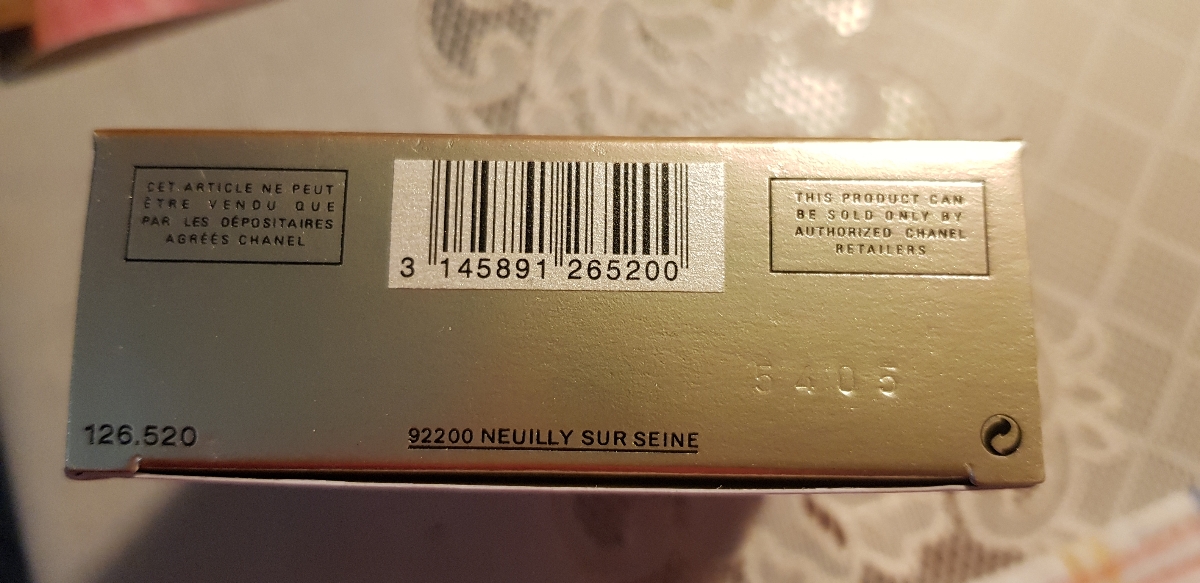 CET ARTICLE NE PEUT
ÊTRE VENDU QUE
PAR LES DÉPOSITAIRES
AGRÉÉS CHANEL
3 145891 265200
THIS PRODUCT CAN
BE SOLD ONLY BY
AUTHORIZED CHANEL
RETAILERS
5405
126.520
92200 NEUILLY SUR SEINE